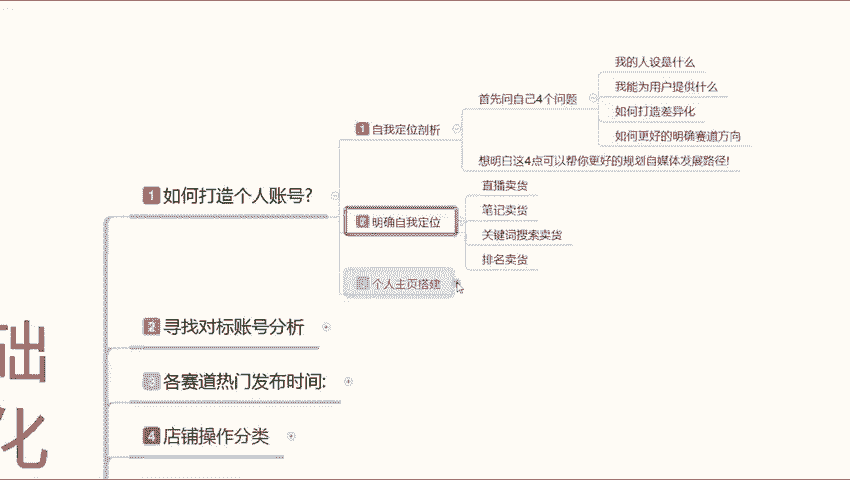 1 如何打造个人账号?
1 自我定位剖析
首先问自己4个问题
我的人设是什么
我能为用户提供什么
如何打造差异化
如何更好的明确赛道方向
想明白这4点可以帮你更好的规划自媒体发展路径!
明确自我定位
直播卖货
笔记卖货
关键词搜索卖货
排名卖货
个人主页搭建
2 寻找对标账号分析
3 各赛道热门发布时间:
4 店铺操作分类
础
化